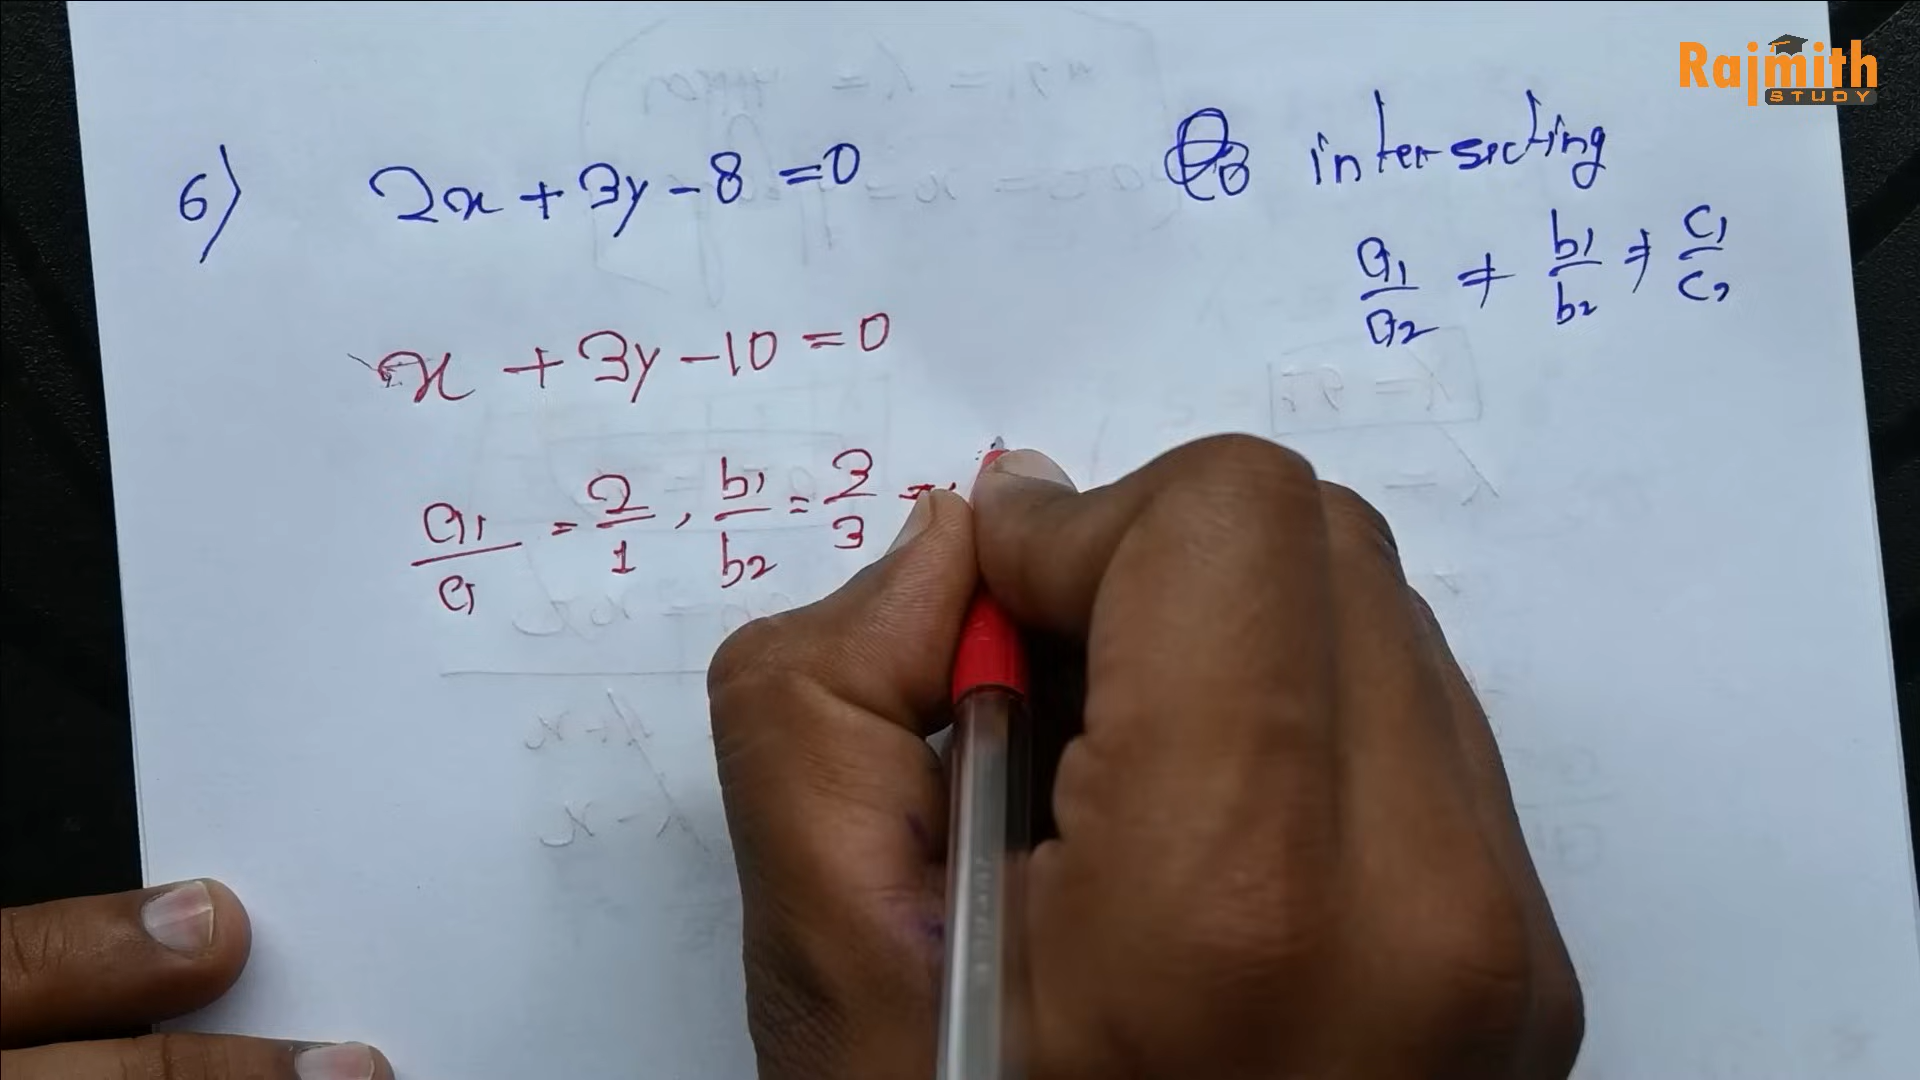 Rajmith
STUDY
6) 2x + 3y - 8 = 0
intersecting
a1/a2 ≠ b1/b2 ≠ c1/c2
x + 3y - 10 = 0
a1/a = 2/1 , b1/b2 = 3/3 =